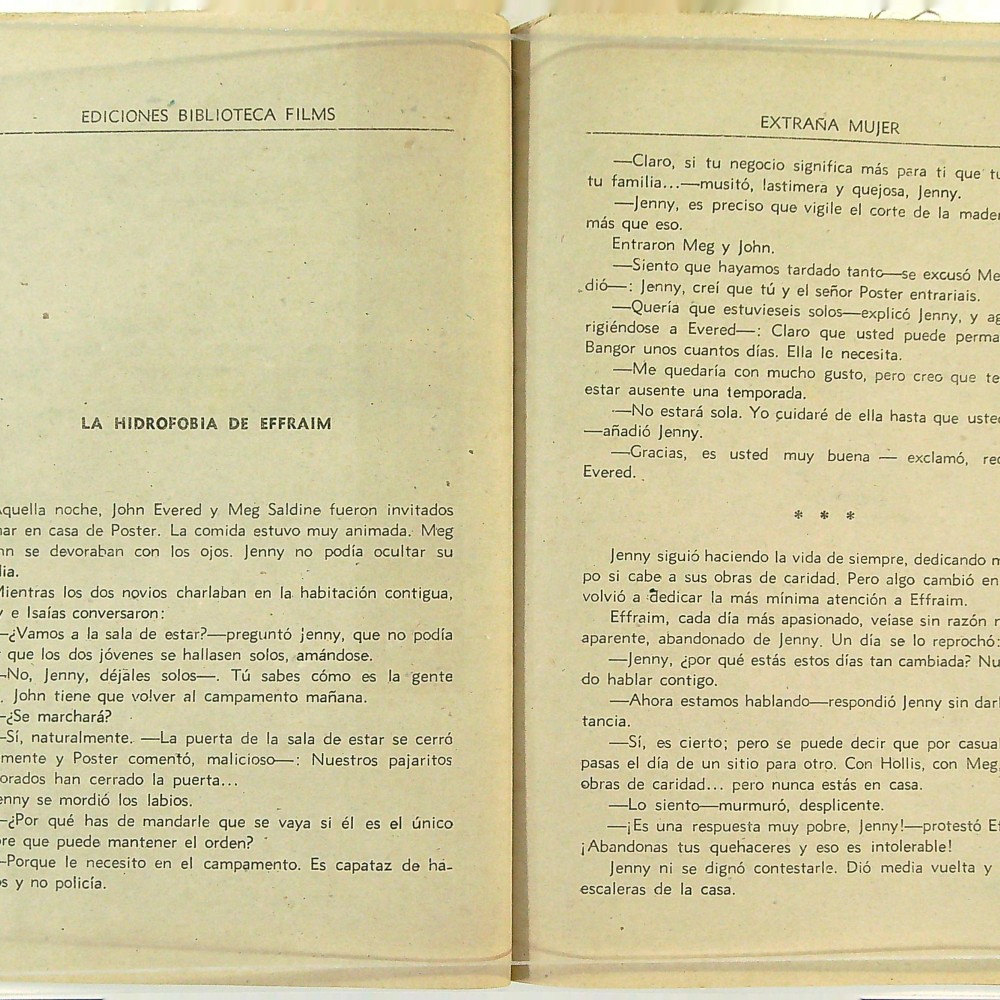 EDICIONES BIBLIOTECA FILMS
LA HIDROFOBIA DE EFFRAIM
quella noche, John Evered y Meg Saldine fueron invitados
en casa de Poster. La comida estuvo muy animada. Meg
se devoraban con los ojos. Jenny no podía ocultar su
Mientras los dos novios charlaban en la habitación contigua,
e Isaías conversaron:
—¿Vamos a la sala de estar?—preguntó Jenny, que no podía
que los dos jóvenes se hallasen solos, amándose.
—No, Jenny, déjales solos—. Tú sabes cómo es la gente
. John tiene que volver al campamento mañana.
—¿Se marchará?
—Sí, naturalmente. —La puerta de la sala de estar se cerró
mente y Poster comentó, malicioso—: Nuestros pajaritos
orados han cerrado la puerta...
enny se mordió los labios.
—¿Por qué has de mandarle que se vaya si él es el único
re que puede mantener el orden?
—Porque le necesito en el campamento. Es capataz de ha-
s y no policía.
EXTRAÑA MUJER
—Claro, si tu negocio significa más para ti que tu
tu familia...—musitó, lastimera y quejosa, Jenny.
—Jenny, es preciso que vigile el corte de la mader
más que eso.
Entraron Meg y John.
—Siento que hayamos tardado tanto—se excusó Me
dió—: Jenny, creí que tú y el señor Poster entrariais.
—Quería que estuvieseis solos—explicó Jenny, y ag
rigiéndose a Evered—: Claro que usted puede perma
Bangor unos cuantos días. Ella le necesita.
—Me quedaría con mucho gusto, pero creo que te
estar ausente una temporada.
—No estará sola. Yo cuidaré de ella hasta que usted
—añadió Jenny.
—Gracias, es usted muy buena — exclamó, rec
Evered.
* * *
Jenny siguió haciendo la vida de siempre, dedicando m
po si cabe a sus obras de caridad. Pero algo cambió en
volvió a dedicar la más mínima atención a Effraim.
Effraim, cada día más apasionado, veíase sin razón
aparente, abandonado de Jenny. Un día se lo reprochó:
—Jenny, ¿por qué estás estos días tan cambiada? Nu
do hablar contigo.
—Ahora estamos hablando—respondió Jenny sin darl
tancia.
—Sí, es cierto; pero se puede decir que por casual
pasas el día de un sitio para otro. Con Hollis, con Meg,
obras de caridad... pero nunca estás en casa.
—Lo siento—murmuró, desplicente.
—¡Es una respuesta muy pobre, Jenny!—protestó Ef
¡Abandonas tus quehaceres y eso es intolerable!
Jenny ni se dignó contestarle. Dió media vuelta y
escaleras de la casa.